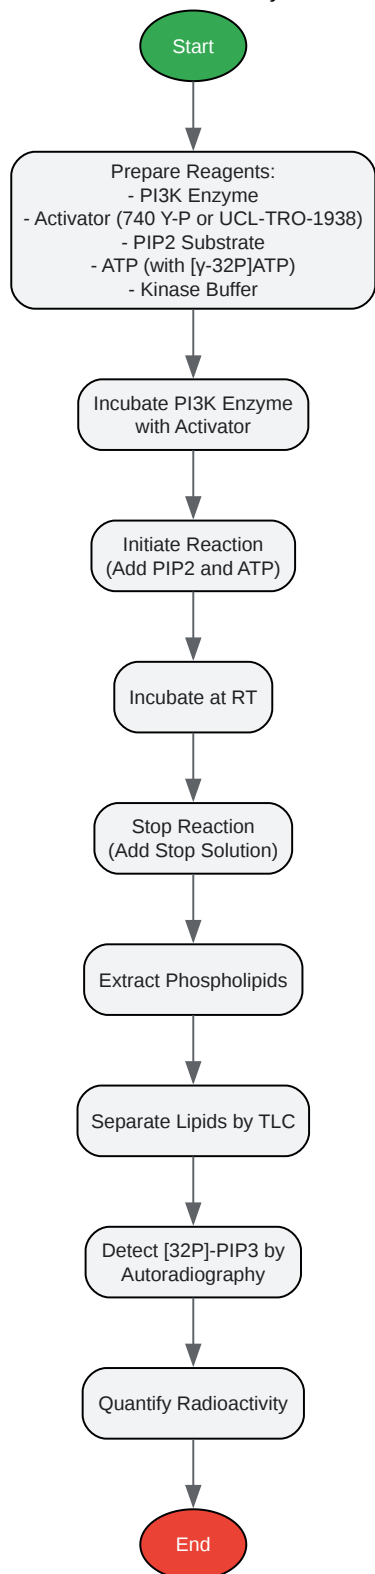 Start
Prepare Reagents:
- PI3K Enzyme
- Activator (740 Y-P or UCL-TRO-1938)
- PIP2 Substrate
- ATP (with [γ-32P]ATP)
- Kinase Buffer
Incubate PI3K Enzyme
with Activator
Initiate Reaction
(Add PIP2 and ATP)
Incubate at RT
Stop Reaction
(Add Stop Solution)
Extract Phospholipids
Separate Lipids by TLC
Detect [32P]-PIP3 by
Autoradiography
Quantify Radioactivity
End